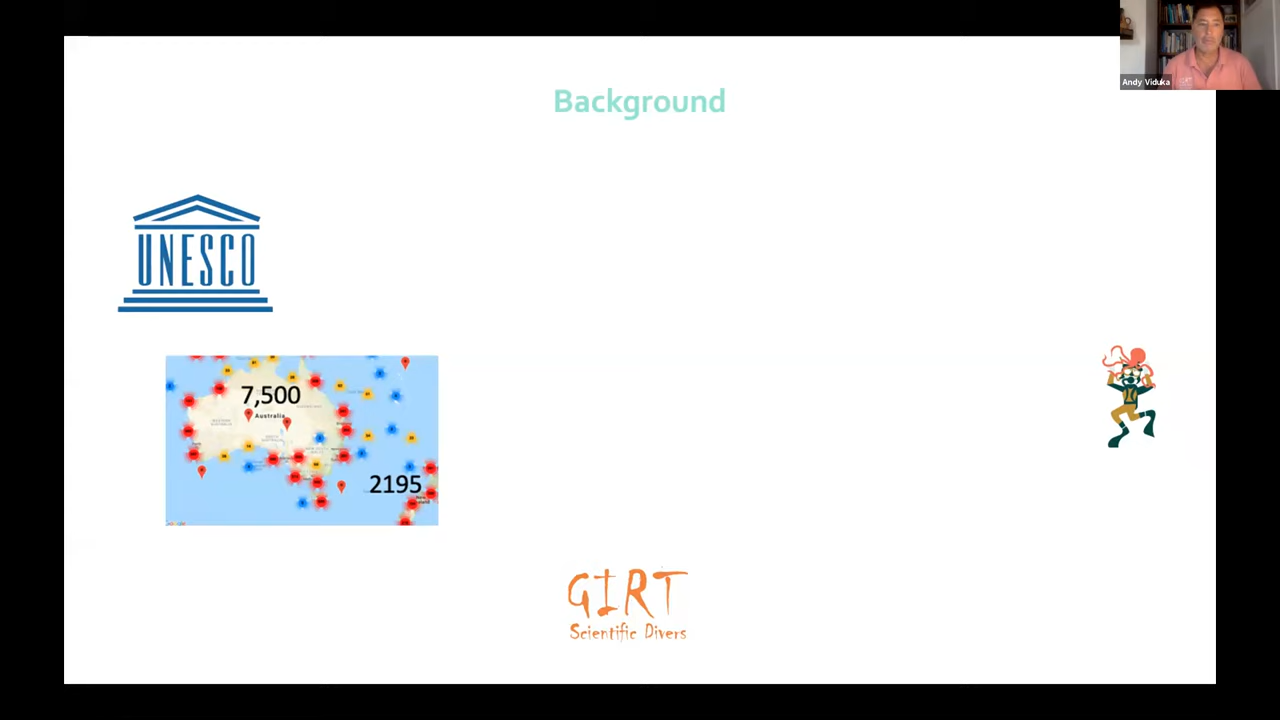 Andy Viduka
Background
UNESCO
7,500
Australia
2195
GIRT
Scientific Divers